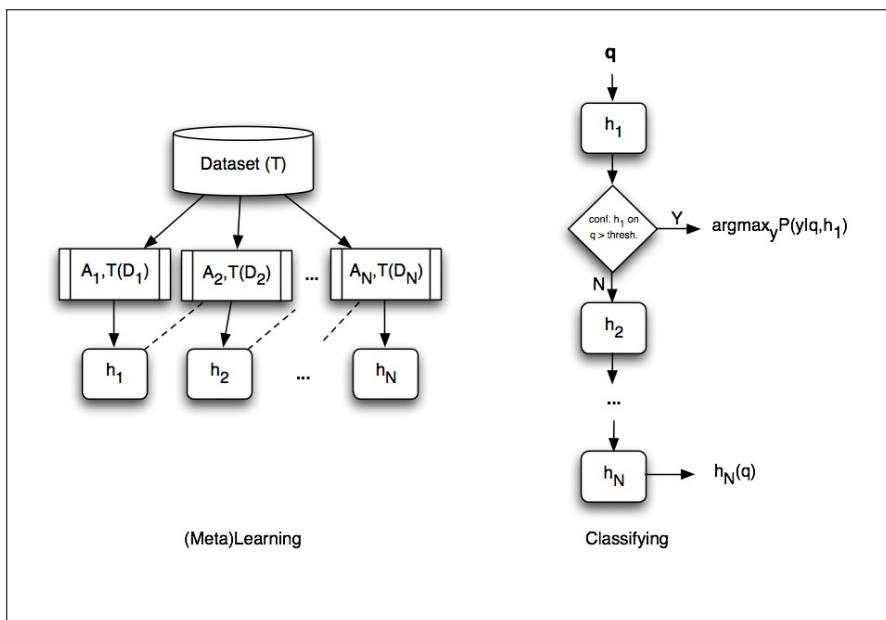 Dataset (T)
A1,T(D1)
A2,T(D2)
...
AN,T(DN)
h1
h2
...
hN
(Meta)Learning
q
h1
conf. h1 on
q > thresh.
Y
argmaxyP(y|q,h1)
N
h2
...
hN
hN(q)
Classifying